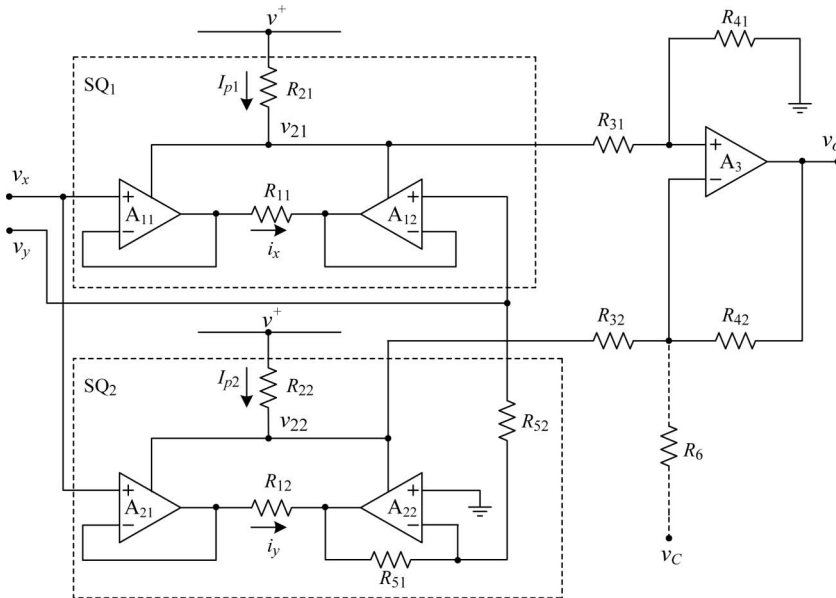 v+
R41
SQ1
Ip1
R21
v21
R31
+
A3
−
vo
vx
+
A11
−
R11
ix
+
A12
−
vy
v+
R32
R42
SQ2
Ip2
R22
v22
R52
R6
+
A21
−
R12
iy
+
A22
−
R51
vC